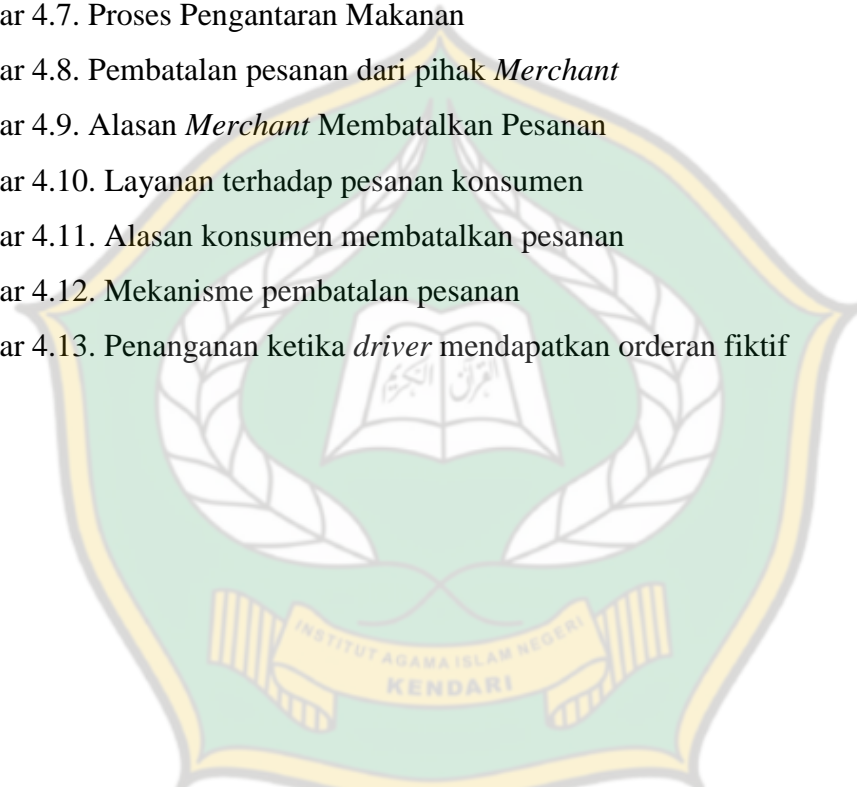 ar 4.7. Proses Pengantaran Makanan
ar 4.8. Pembatalan pesanan dari pihak Merchant
ar 4.9. Alasan Merchant Membatalkan Pesanan
ar 4.10. Layanan terhadap pesanan konsumen
ar 4.11. Alasan konsumen membatalkan pesanan
ar 4.12. Mekanisme pembatalan pesanan
ar 4.13. Penanganan ketika driver mendapatkan orderan fiktif
القرآن الكريم
INSTITUT AGAMA ISLAM NEGERI
KENDARI